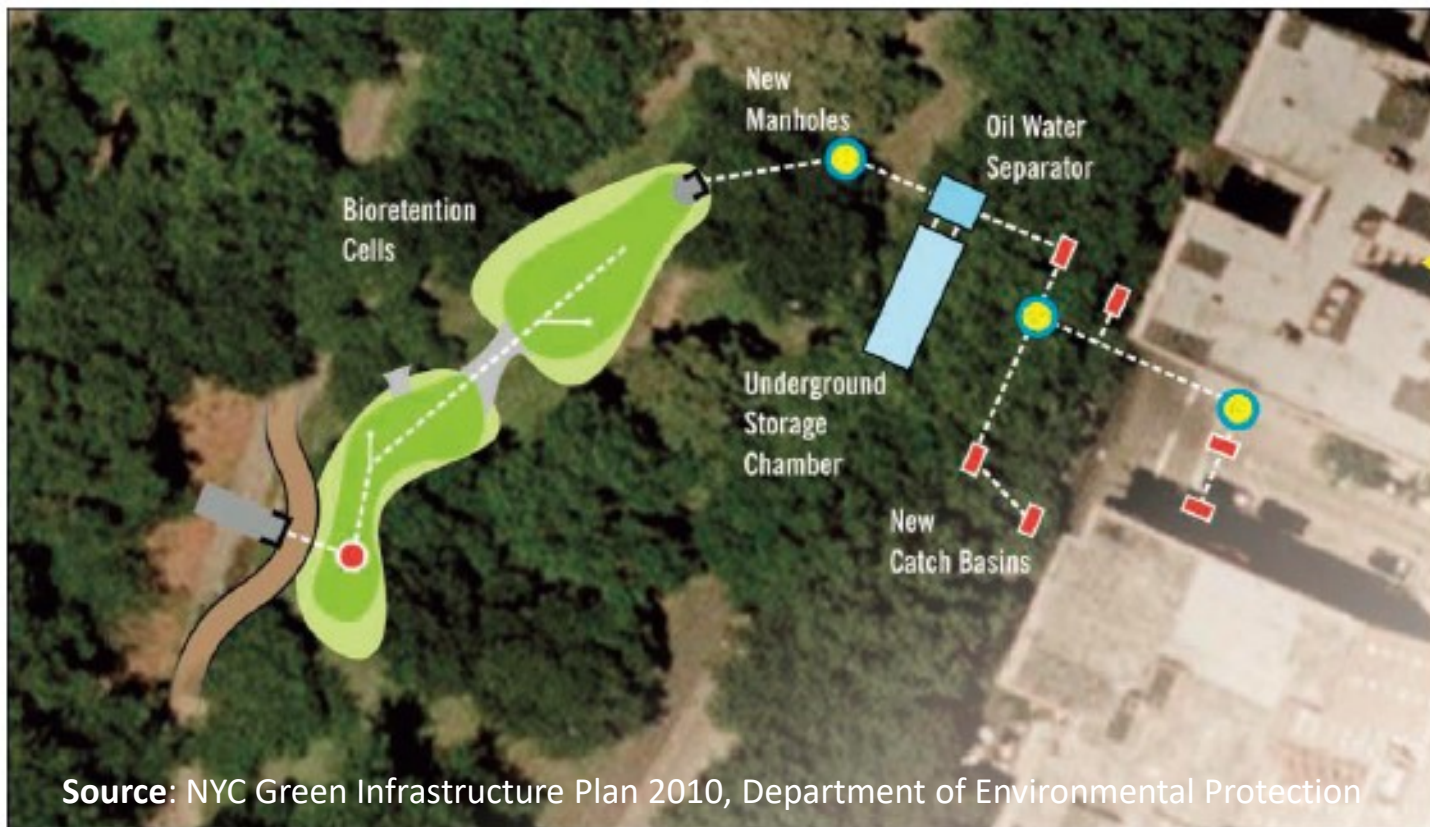 New
Manholes
Oil Water
Separator
Bioretention
Cells
Underground
Storage
Chamber
New
Catch Basins
Source: NYC Green Infrastructure Plan 2010, Department of Environmental Protection